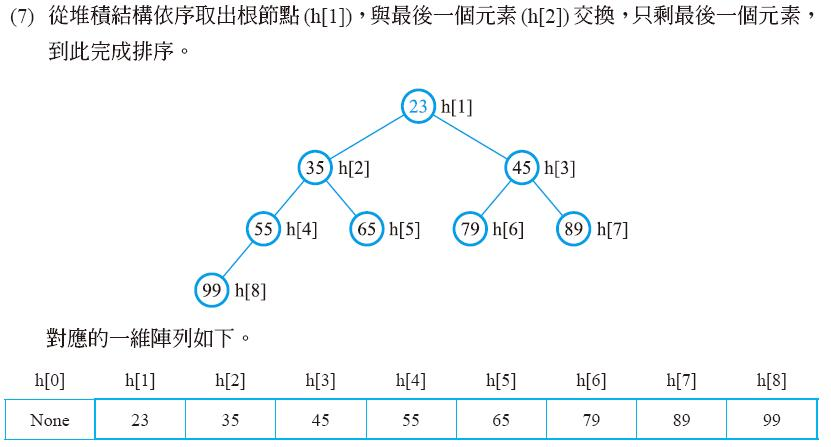 (7) 從堆積結構依序取出根節點(h[1])，與最後一個元素(h[2])交換，只剩最後一個元素，
到此完成排序。
23 h[1]
35 h[2] 45 h[3]
55 h[4] 65 h[5] 79 h[6] 89 h[7]
99 h[8]
對應的一維陣列如下。
h[0] h[1] h[2] h[3] h[4] h[5] h[6] h[7] h[8]
None 23 35 45 55 65 79 89 99